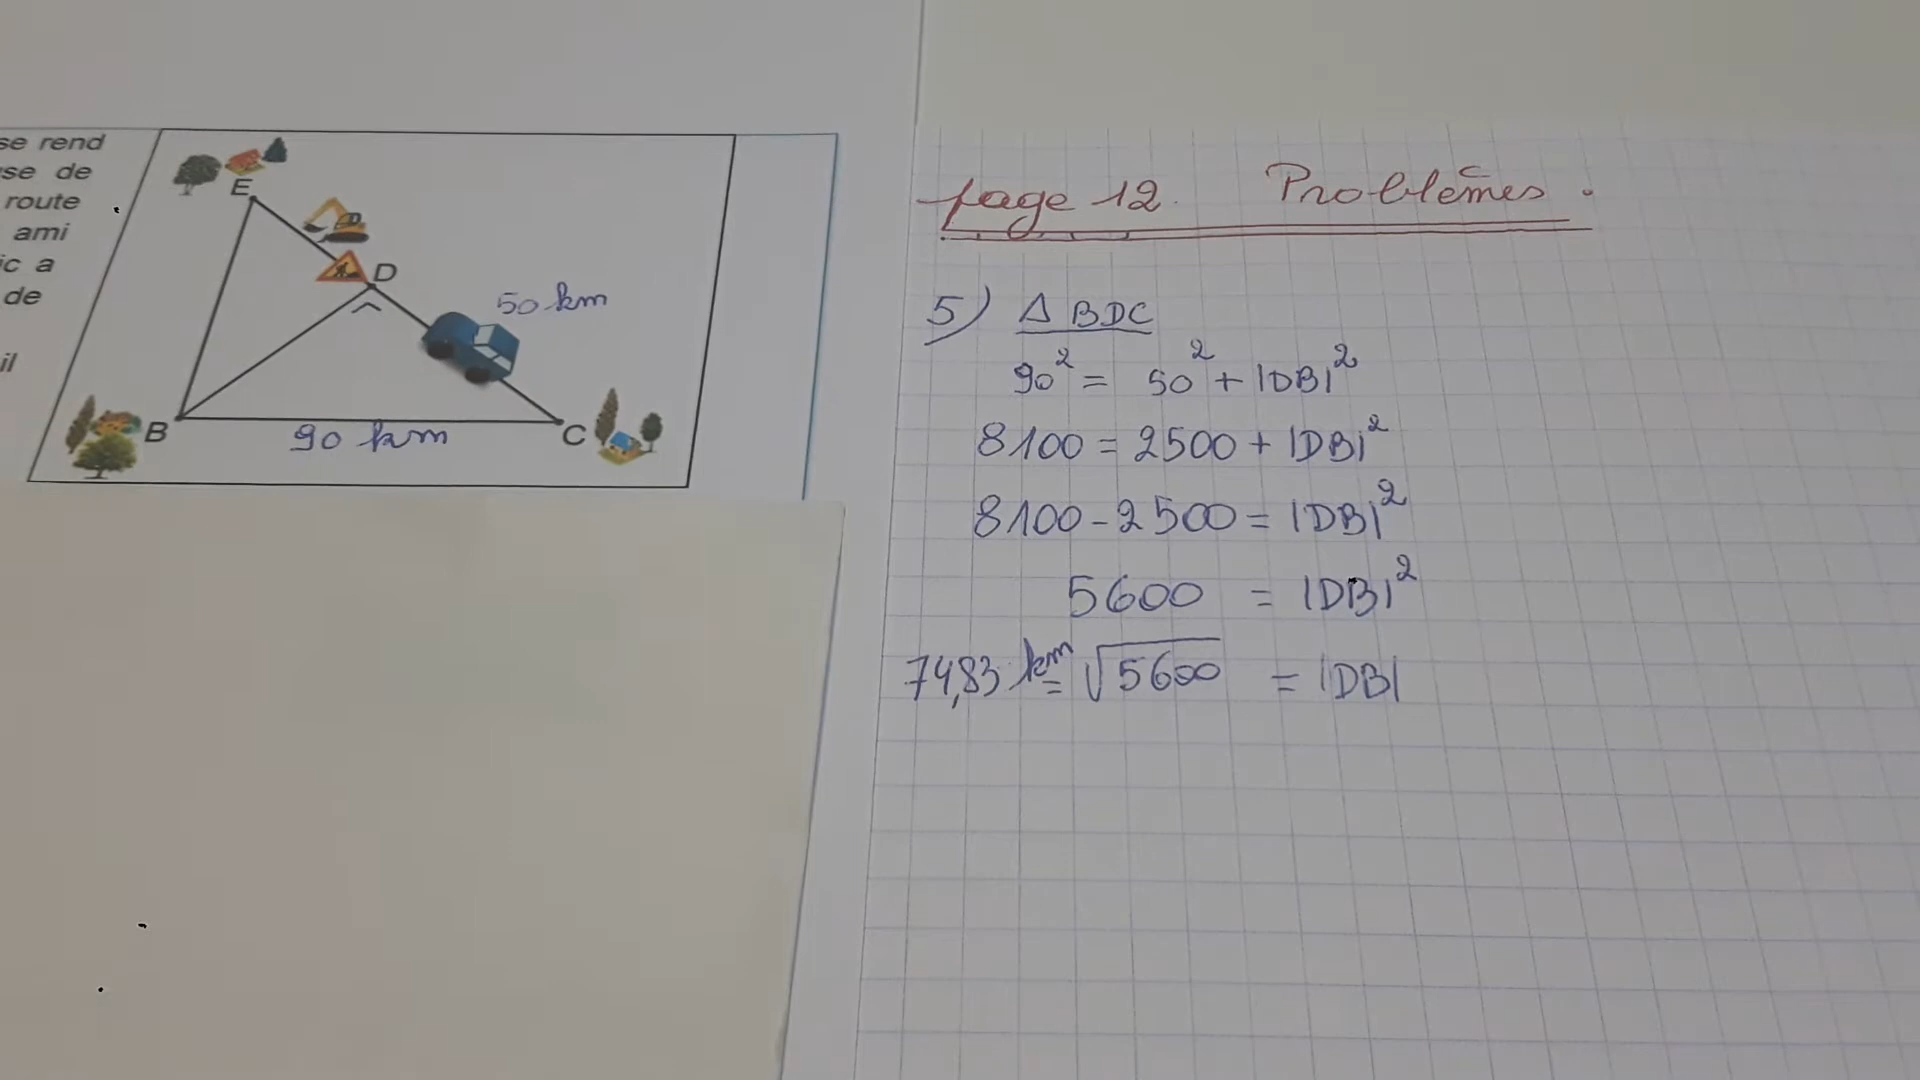 se rend
se de
route
ami
ic a
de
il
E
D
50 km
B
90 km
C
page 12. Problèmes.
5) Δ BDC
90² = 50² + |DB|²
8100 = 2500 + |DB|²
8100 - 2500 = |DB|²
5600 = |DB|²
74,83 km = √5600 = |DB|